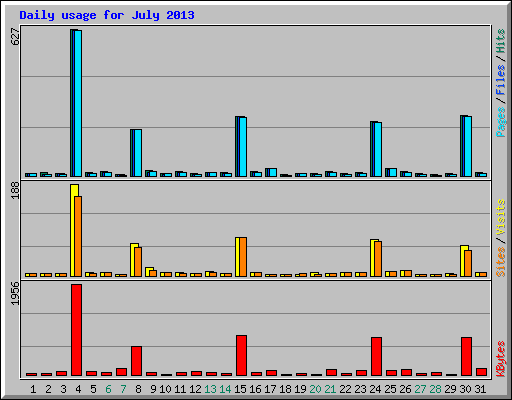 Daily usage for July 2013
627
Pages / Files / Hits
188
Sites / Visits
1956
KBytes
1 2 3 4 5 6 7 8 9 10 11 12 13 14 15 16 17 18 19 20 21 22 23 24 25 26 27 28 29 30 31